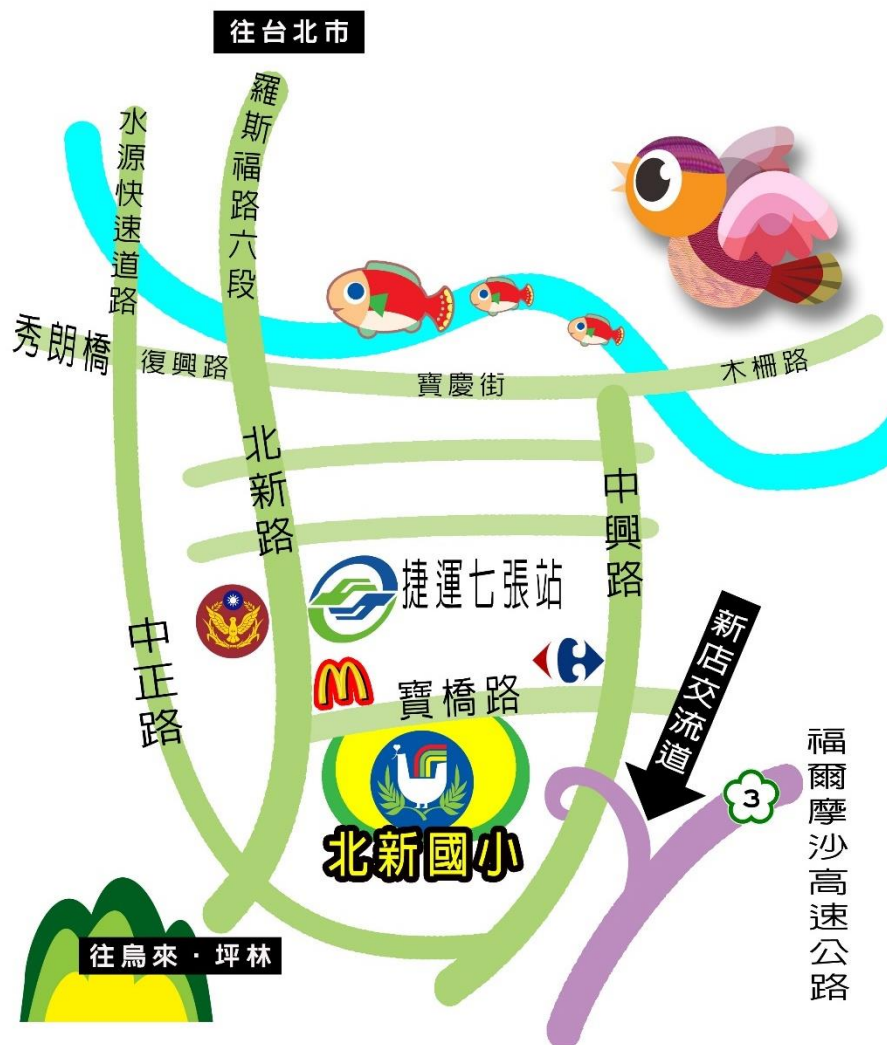 往台北市
羅斯福路六段
水源快速道路
秀朗橋
復興路
寶慶街
木柵路
北新路
中興路
捷運七張站
中正路
新店交流道
寶橋路
3
福爾摩沙高速公路
北新國小
往烏來・坪林